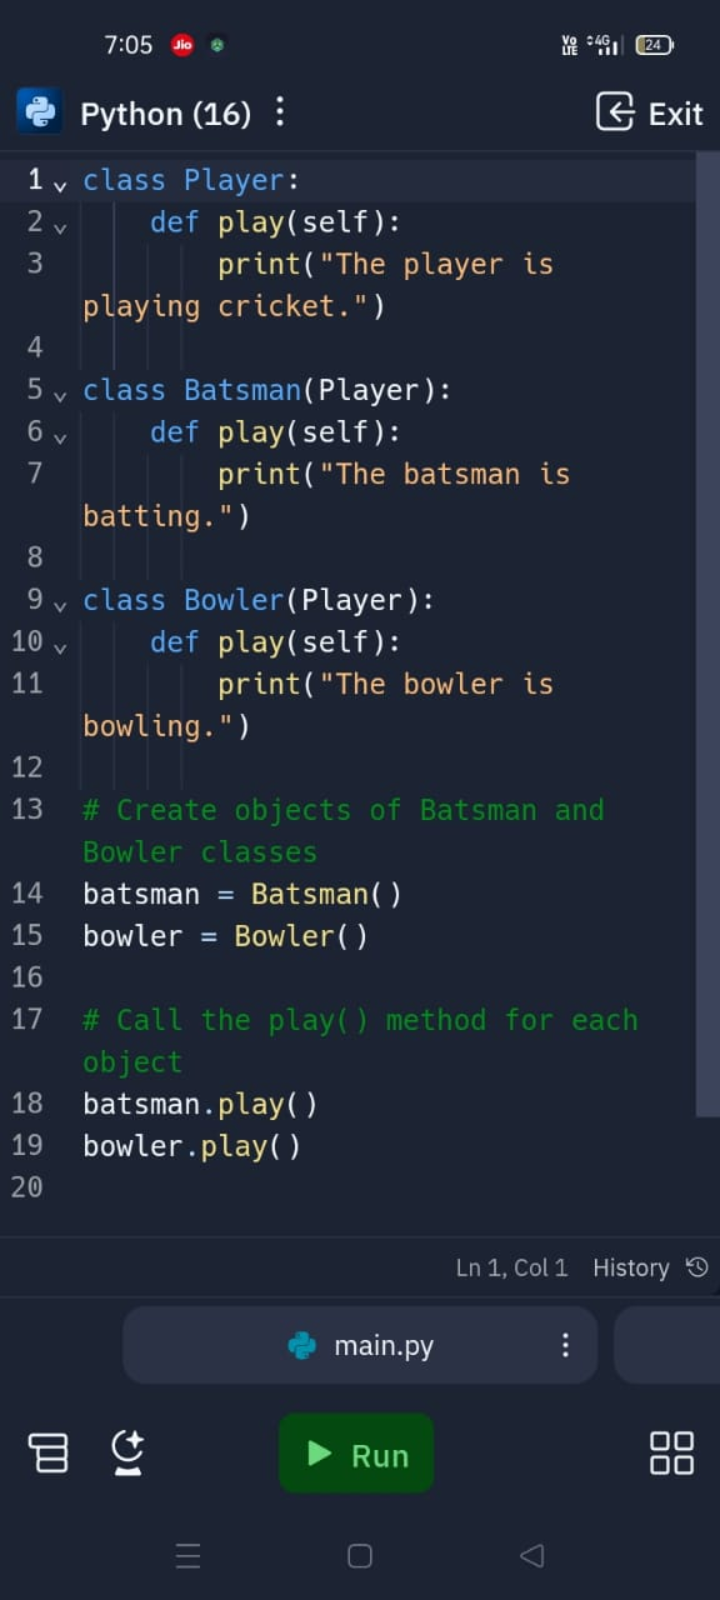 7:05 Jio Vo LTE 4G 24
Python (16) Exit
1 class Player:
2     def play(self):
3         print("The player is
playing cricket.")
4
5 class Batsman(Player):
6     def play(self):
7         print("The batsman is
batting.")
8
9 class Bowler(Player):
10     def play(self):
11         print("The bowler is
bowling.")
12
13 # Create objects of Batsman and
Bowler classes
14 batsman = Batsman()
15 bowler = Bowler()
16
17 # Call the play() method for each
object
18 batsman.play()
19 bowler.play()
20
Ln 1, Col 1 History
main.py
Run